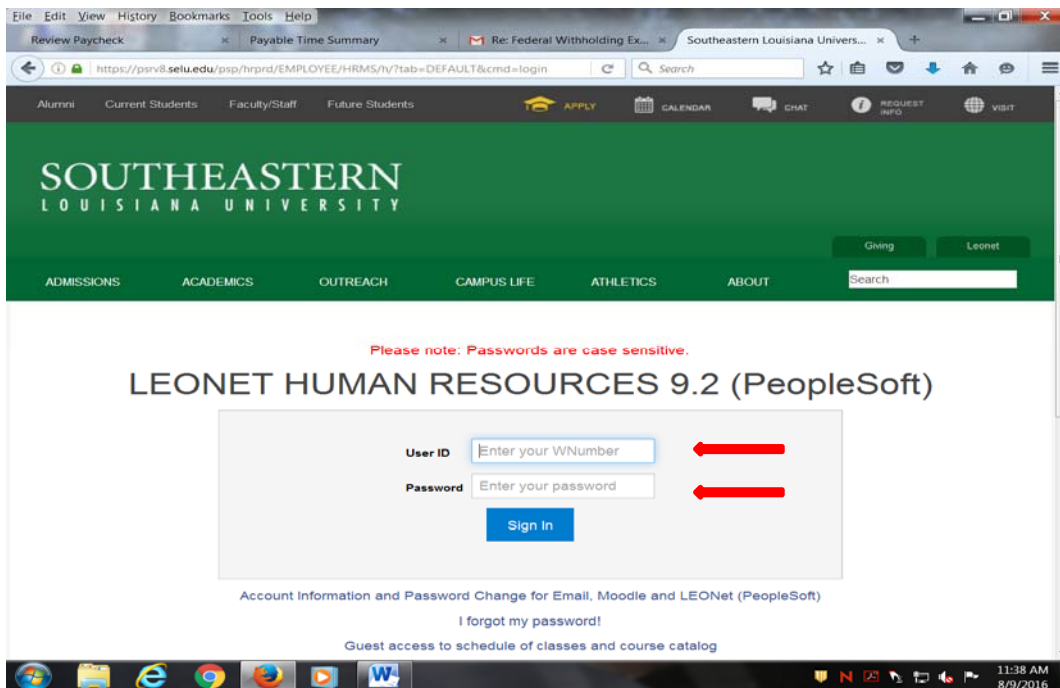 File Edit View History Bookmarks Tools Help
Review Paycheck × Payable Time Summary × Re: Federal Withholding Ex... × Southeastern Louisiana Univers... × +
https://psrv8.selu.edu/psp/hrprd/EMPLOYEE/HRMS/h/?tab=DEFAULT&cmd=login Search
Alumni Current Students Faculty/Staff Future Students APPLY CALENDAR CHAT REQUEST INFO VISIT
SOUTHEASTERN
LOUISIANA UNIVERSITY
Giving Leonet
ADMISSIONS ACADEMICS OUTREACH CAMPUS LIFE ATHLETICS ABOUT Search
Please note: Passwords are case sensitive.
LEONET HUMAN RESOURCES 9.2 (PeopleSoft)
User ID Enter your WNumber
Password Enter your password
Sign In
Account Information and Password Change for Email, Moodle and LEONet (PeopleSoft)
I forgot my password!
Guest access to schedule of classes and course catalog
11:38 AM
8/9/2016